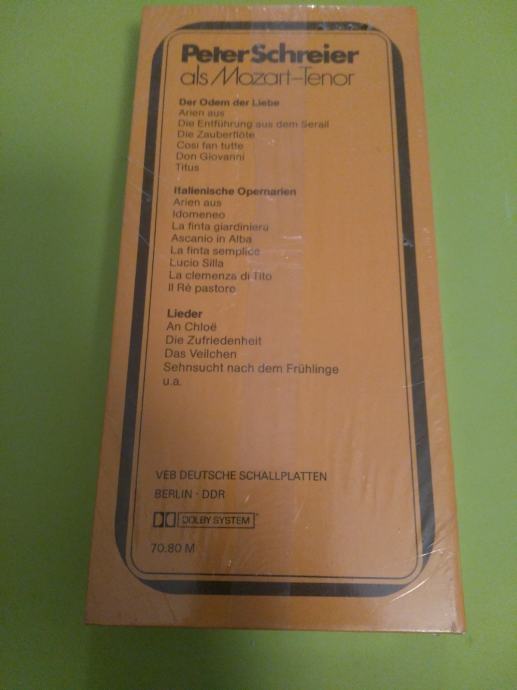 Peter Schreier
als Mozart-Tenor
Der Odem der Liebe
Arien aus
Die Entführung aus dem Serail
Die Zauberflöte
Cosi fan tutte
Don Giovanni
Titus
Italienische Opernarien
Arien aus
Idomeneo
La finta giardiniera
Ascanio in Alba
La finta semplice
Lucio Silla
La clemenza di Tito
Il Rè pastore
Lieder
An Chloë
Die Zufriedenheit
Das Veilchen
Sehnsucht nach dem Frühlinge
u.a.
VEB DEUTSCHE SCHALLPLATTEN
BERLIN · DDR
DOLBY SYSTEM
70.80 M